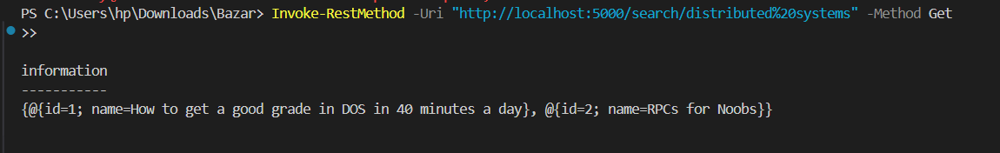 PS C:\Users\hp\Downloads\Bazar> Invoke-RestMethod -Uri "http://localhost:5000/search/distributed%20systems" -Method Get
>>
information
-----------
{@{id=1; name=How to get a good grade in DOS in 40 minutes a day}, @{id=2; name=RPCs for Noobs}}